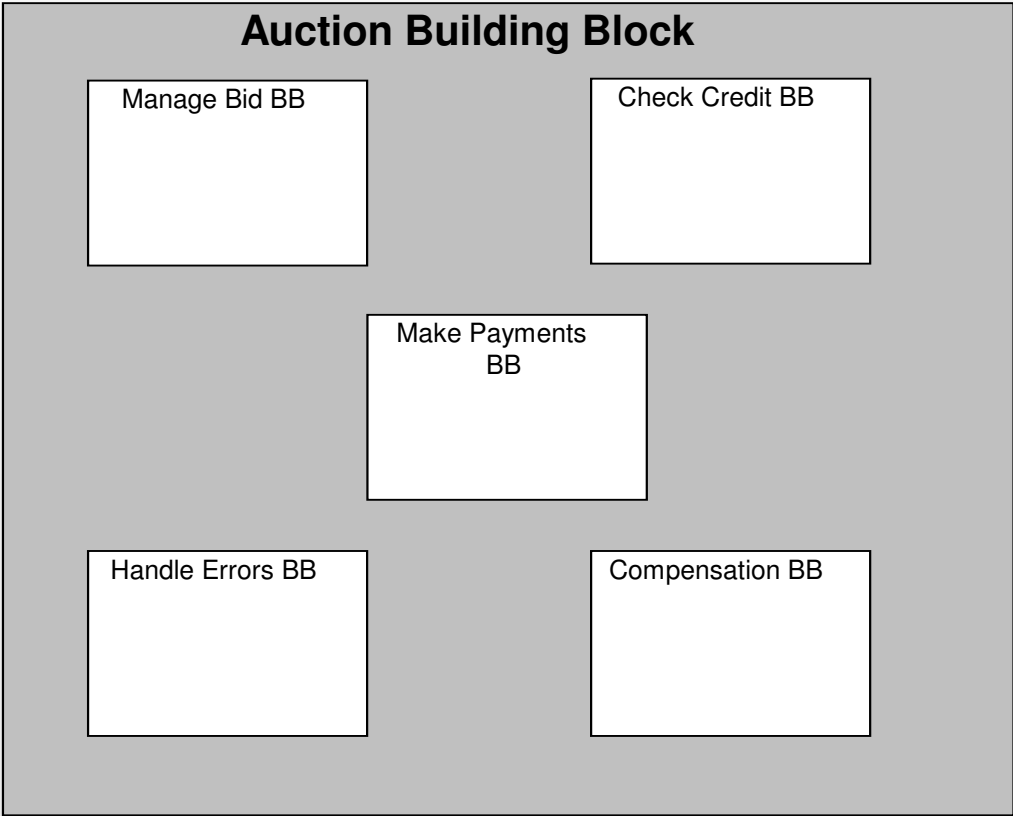 Auction Building Block
Manage Bid BB
Check Credit BB
Make Payments
BB
Handle Errors BB
Compensation BB